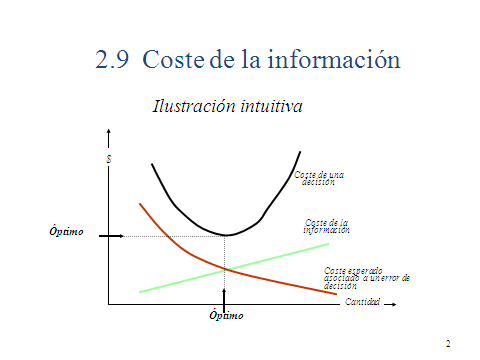 2.9 Coste de la información
Ilustración intuitiva
$
Coste de una
decisión
Óptimo
Coste de la
información
Coste esperado
asociado a un error de
decisión
Cantidad
Óptimo
2